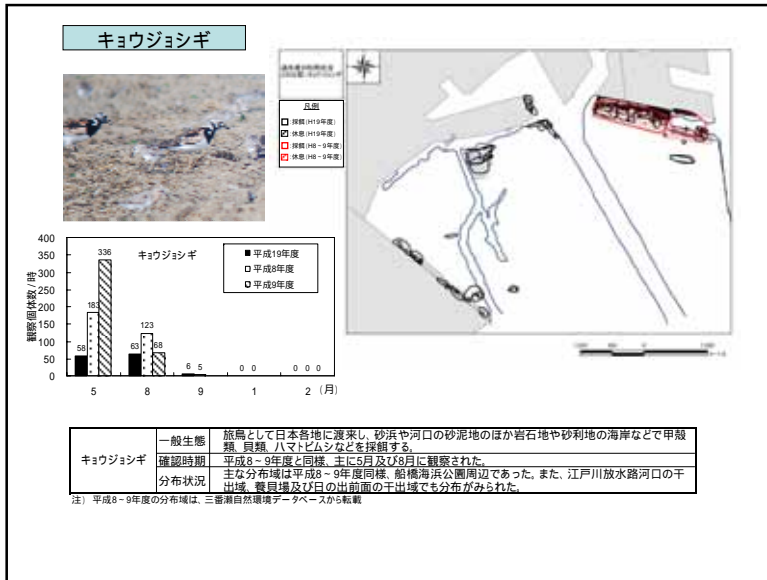 キョウジョシギ
凡例
採餌(H19年度)
休息(H19年度)
採餌(H8~9年度)
休息(H8~9年度)
キョウジョシギ
平成19年度
平成8年度
平成9年度
観察個体数/時
400
350
300
250
200
150
100
50
0
58
183
336
63
123
68
6
5
0
0
0
0
0
5
8
9
1
2
(月)
キョウジョシギ
一般生態
旅鳥として日本各地に渡来し、砂浜や河口の砂泥地のほか岩石地や砂利地の海岸などで甲殻
類、貝類、ハマトビムシなどを採餌する。
確認時期
平成8~9年度と同様、主に5月及び8月に観察された。
分布状況
主な分布域は平成8~9年度同様、船橋海浜公園周辺であった。また、江戸川放水路河口の干
出域、養貝場及び日の出前面の干出域でも分布がみられた。
注) 平成8~9年度の分布域は、三番瀬自然環境データベースから転載